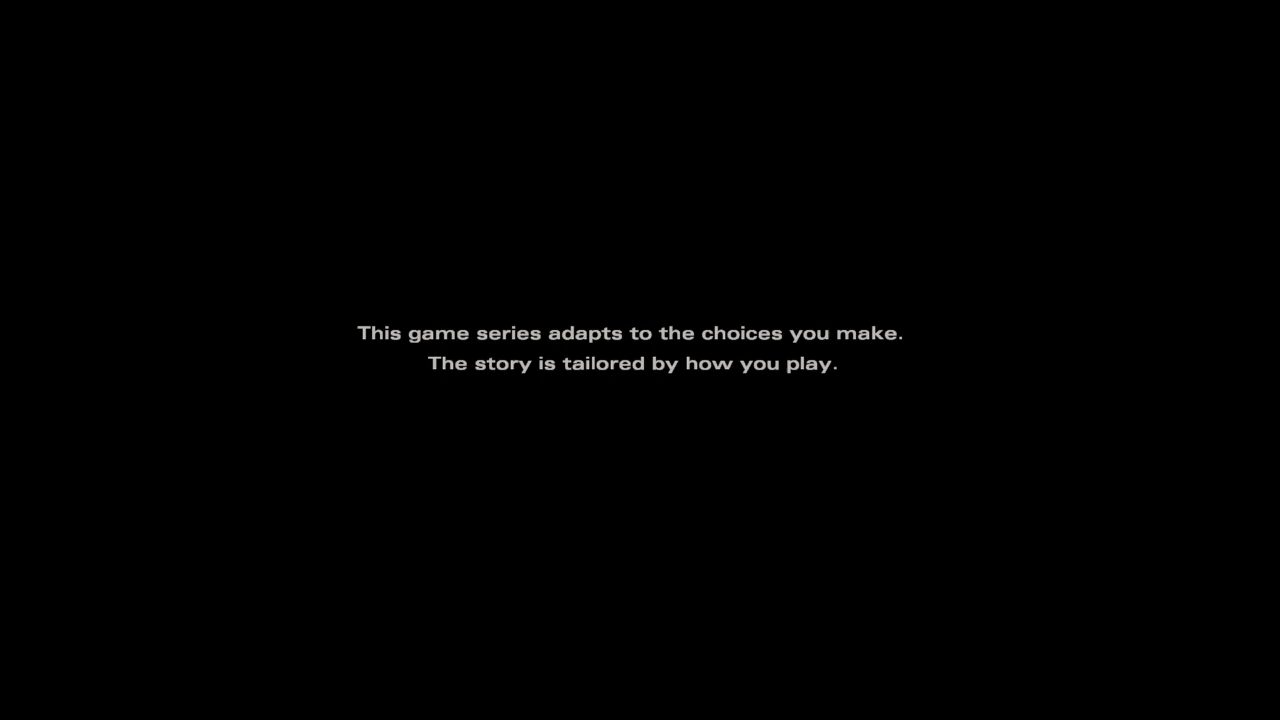 This game series adapts to the choices you make.
The story is tailored by how you play.